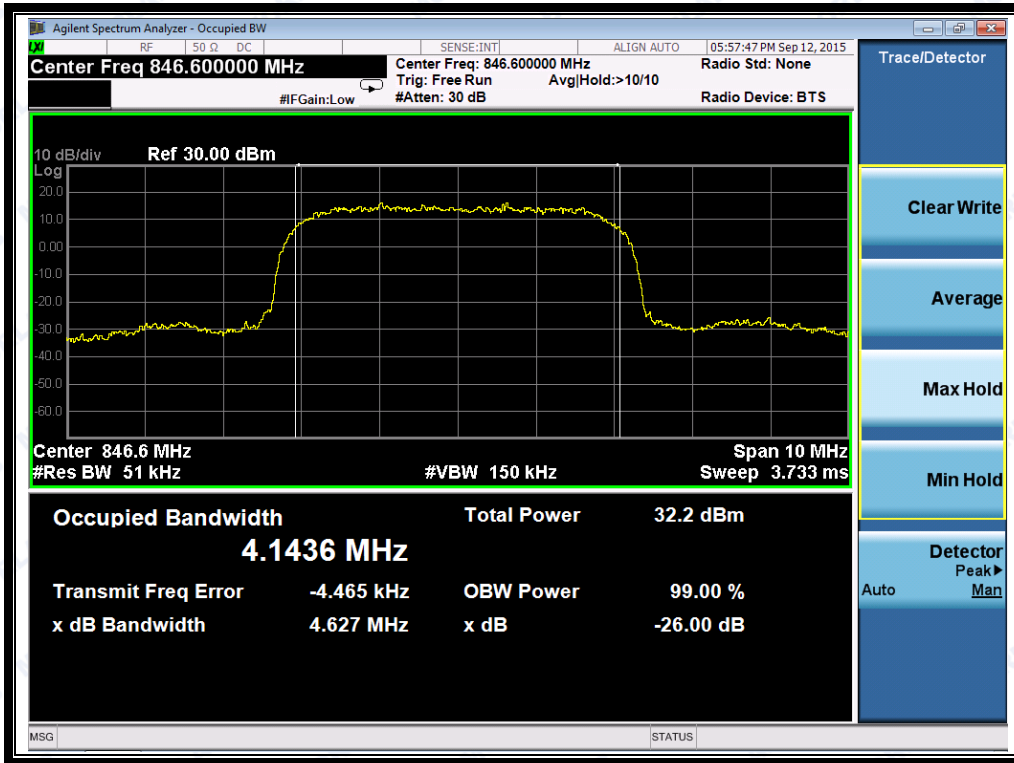 Agilent Spectrum Analyzer - Occupied BW
LXI RF 50 Ω DC SENSE:INT ALIGN AUTO 05:57:47 PM Sep 12, 2015
Center Freq 846.600000 MHz
Center Freq: 846.600000 MHz
Radio Std: None
Trig: Free Run Avg|Hold:>10/10
#IFGain:Low
#Atten: 30 dB
Radio Device: BTS
10 dB/div Ref 30.00 dBm
Log
20.0
10.0
0.00
-10.0
-20.0
-30.0
-40.0
-50.0
-60.0
Center 846.6 MHz Span 10 MHz
#Res BW 51 kHz #VBW 150 kHz Sweep 3.733 ms
Occupied Bandwidth Total Power 32.2 dBm
4.1436 MHz
Transmit Freq Error -4.465 kHz OBW Power 99.00 %
x dB Bandwidth 4.627 MHz x dB -26.00 dB
MSG STATUS
Trace/Detector
Clear Write
Average
Max Hold
Min Hold
Detector
Peak▶
Auto Man